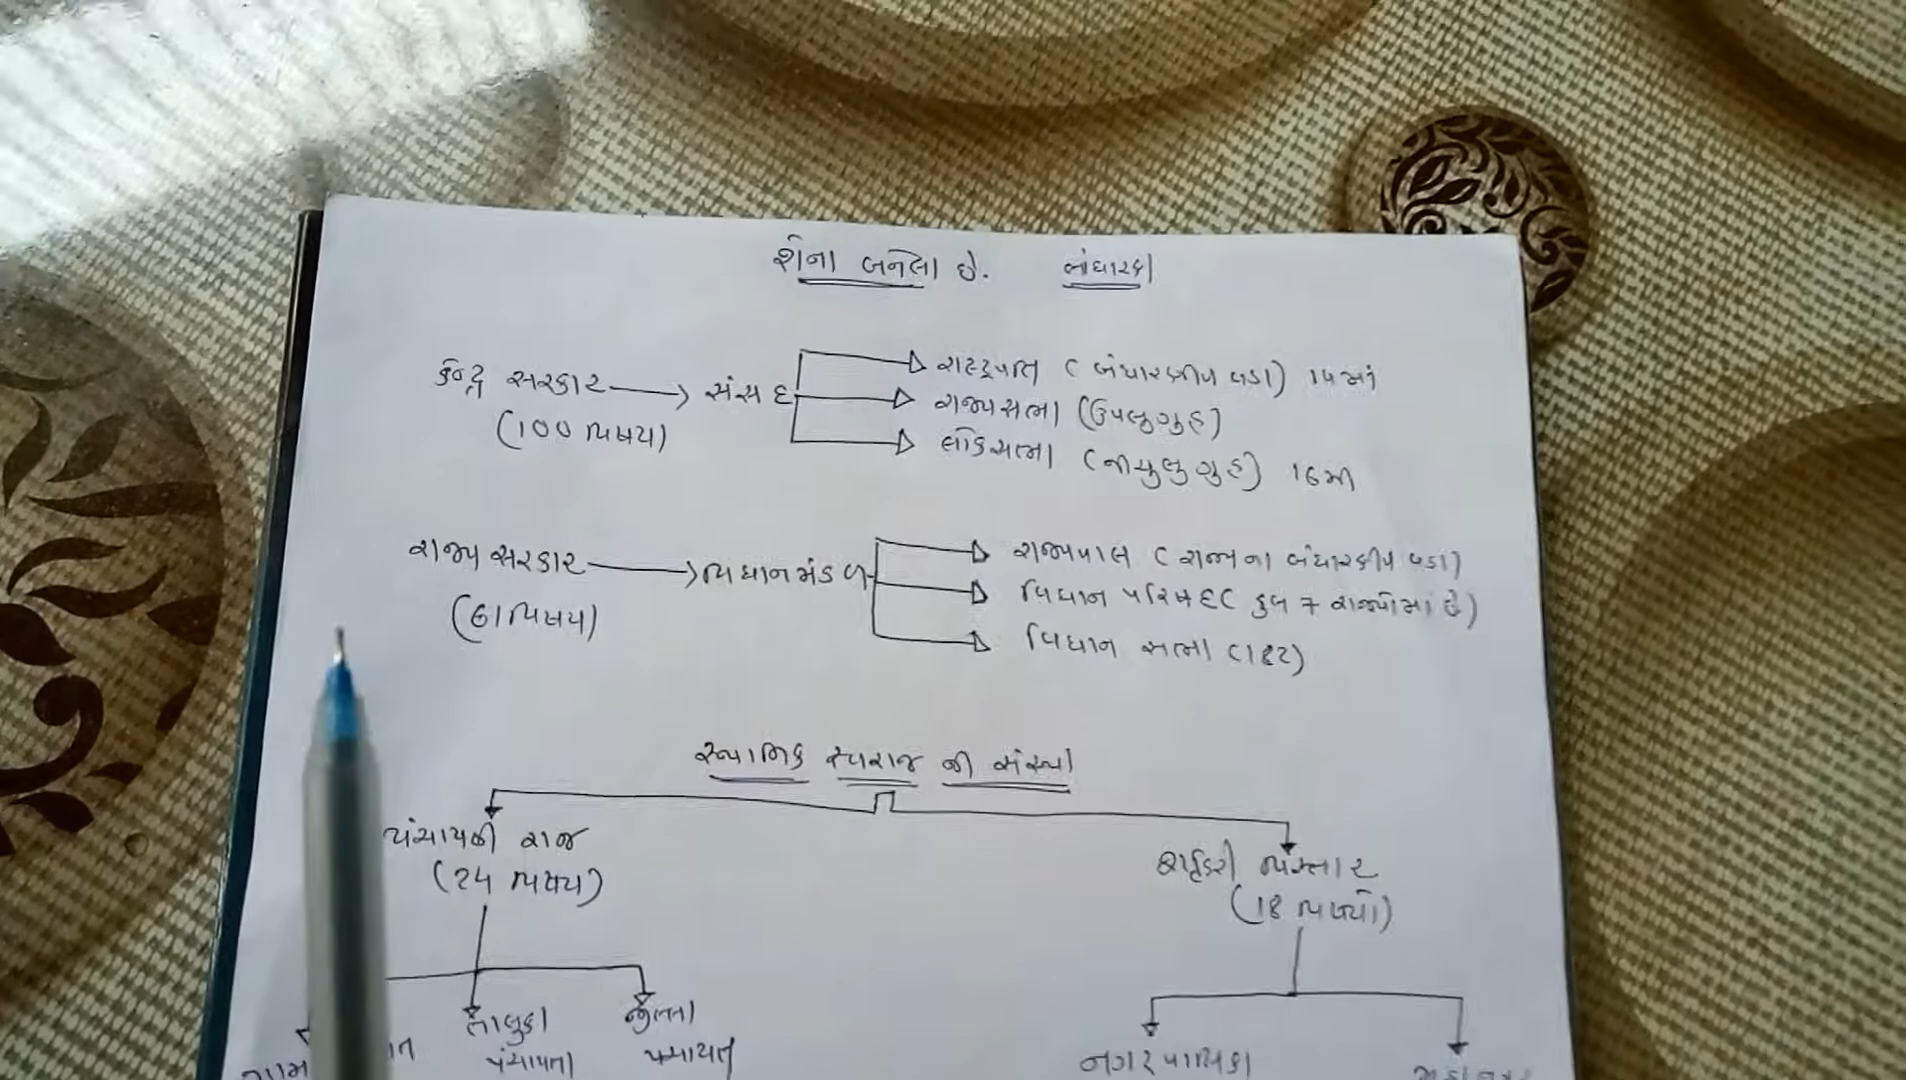 શેના બનેલા છે. બંધારણ
કેન્દ્ર સરકાર → સંસદ
(100 વિષય)
રાષ્ટ્રપતિ (બંધારણીય વડા) 14માં
રાજ્યસભા (ઉપલુગૃહ)
લોકસભા (નીચુલુ ગૃહ) 16મી
રાજ્ય સરકાર → વિધાનમંડળ
(61 વિષય)
રાજ્યપાલ (રાજ્યના બંધારણીય વડા)
વિધાન પરિષદ (કુલ 7 રાજ્યોમાં છે)
વિધાન સભા (182)
સ્થાનિક સ્વરાજ ની સંસ્થા
પંચાયતી રાજ
(24 વિષય)
શહેરી વિસ્તાર
(18 વિષયો)
તાલુકા
પંચાયત
જીલ્લા
પંચાયત
નગરપાલિકા